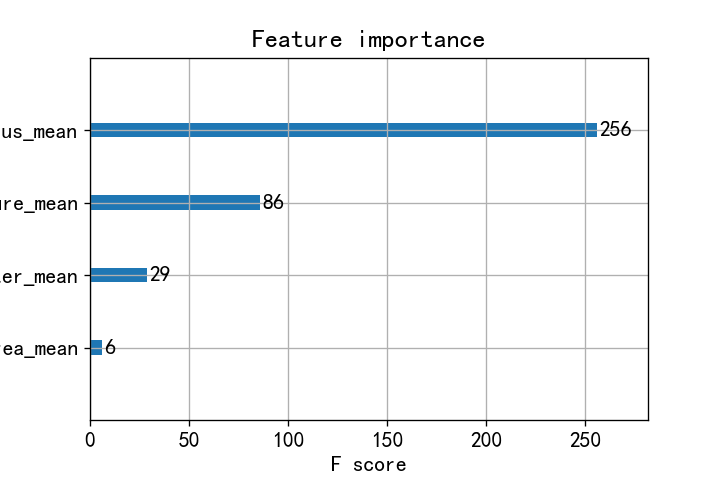 Feature importance
us_mean
256
ure_mean
86
er_mean
29
ea_mean
6
0 50 100 150 200 250
F score